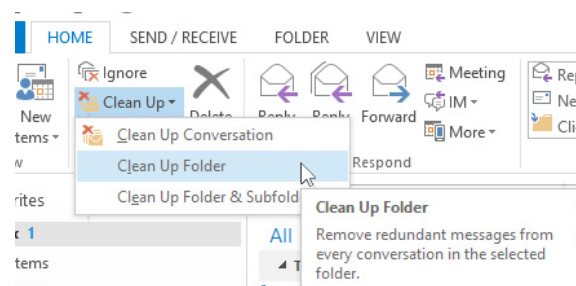 HOME SEND / RECEIVE FOLDER VIEW
Ignore
Meeting
Clean Up
New
Delete Reply Reply Forward
IM
More
Clean Up Conversation
Clean Up Folder
Respond
Clean Up Folder & Subfold
Clean Up Folder
1
All
Remove redundant messages from
every conversation in the selected
folder.